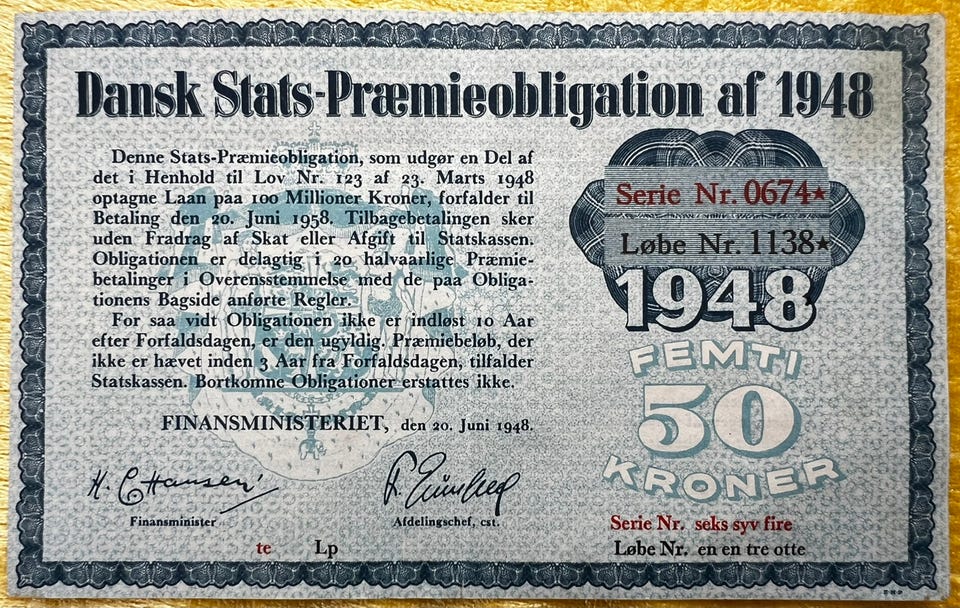 Dansk Stats-Præmieobligation af 1948
Denne Stats-Præmieobligation, som udgør en Del af
det i Henhold til Lov Nr. 123 af 23. Marts 1948
optagne Laan paa 100 Millioner Kroner, forfalder til
Betaling den 20. Juni 1958. Tilbagebetalingen sker
uden Fradrag af Skat eller Afgift til Statskassen.
Obligationen er delagtig i 20 halvaarlige Præmie-
betalinger i Overensstemmelse med de paa Obliga-
tionens Bagside anførte Regler.
For saa vidt Obligationen ikke er indløst 10 Aar
efter Forfaldsdagen, er den ugyldig. Præmiebeløb, der
ikke er hævet inden 3 Aar fra Forfaldsdagen, tilfalder
Statskassen. Bortkomne Obligationer erstattes ikke.
FINANSMINISTERIET, den 20. Juni 1948.
H. C Hansen
Finansminister
Afdelingschef, cst.
te Lp
Serie Nr. 0674★
Løbe Nr. 1138★
1948
FEMTI
50
KRONER
Serie Nr. seks syv fire
Løbe Nr. en en tre otte